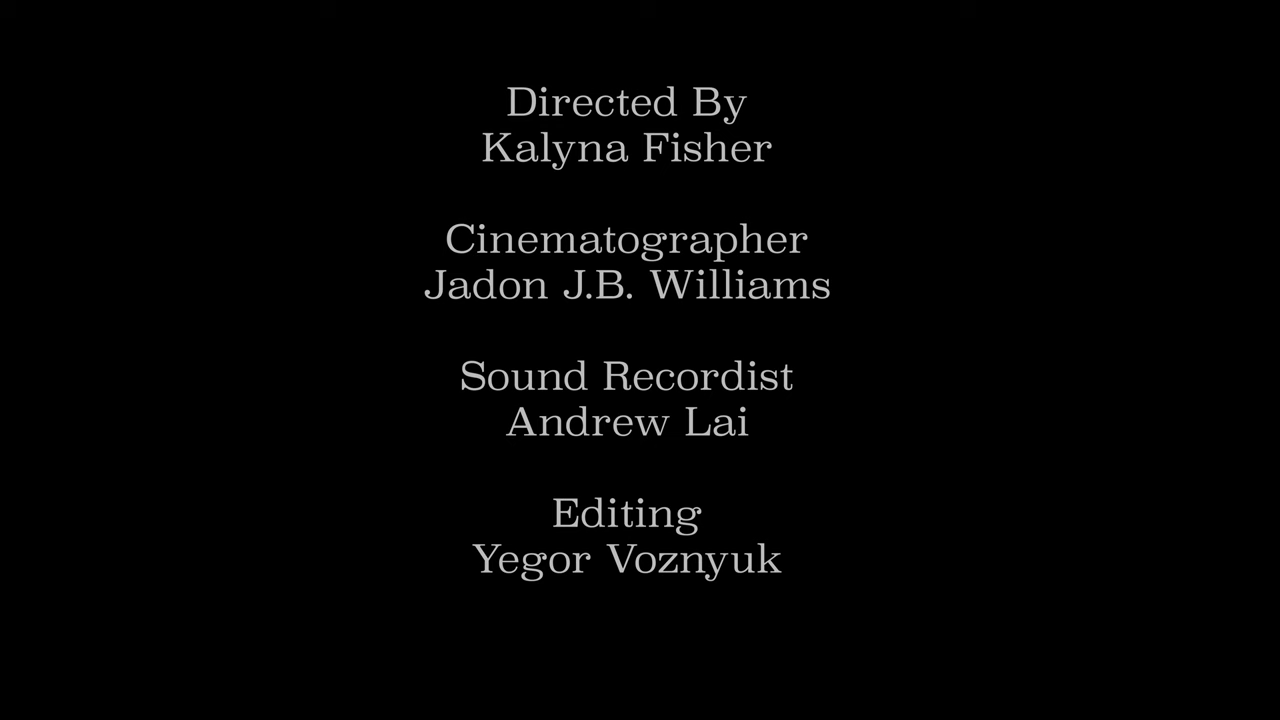 Directed By
Kalyna Fisher
Cinematographer
Jadon J.B. Williams
Sound Recordist
Andrew Lai
Editing
Yegor Voznyuk